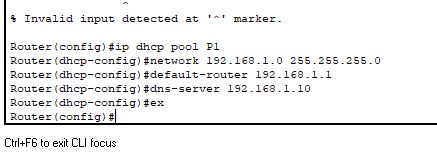 ^
% Invalid input detected at '^' marker.
Router(config)#ip dhcp pool P1
Router(dhcp-config)#network 192.168.1.0 255.255.255.0
Router(dhcp-config)#default-router 192.168.1.1
Router(dhcp-config)#dns-server 192.168.1.10
Router(dhcp-config)#ex
Router(config)#
Ctrl+F6 to exit CLI focus